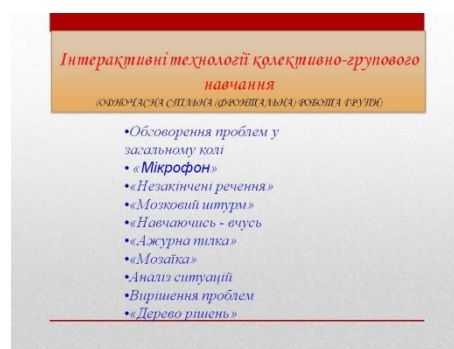 Інтерактивні технології колективно-групового
навчання
(ОДНОЧАСНА СПІЛЬНА (ФРОНТАЛЬНА) РОБОТА ГРУПИ)
•Обговорення проблем у
загальному колі
• «Мікрофон»
•«Незакінчені речення»
•«Мозковий штурм»
•«Навчаючись - вчусь
•«Ажурна пилка»
•«Мозаїка»
•Аналіз ситуацій
•Вирішення проблем
•«Дерево рішень»